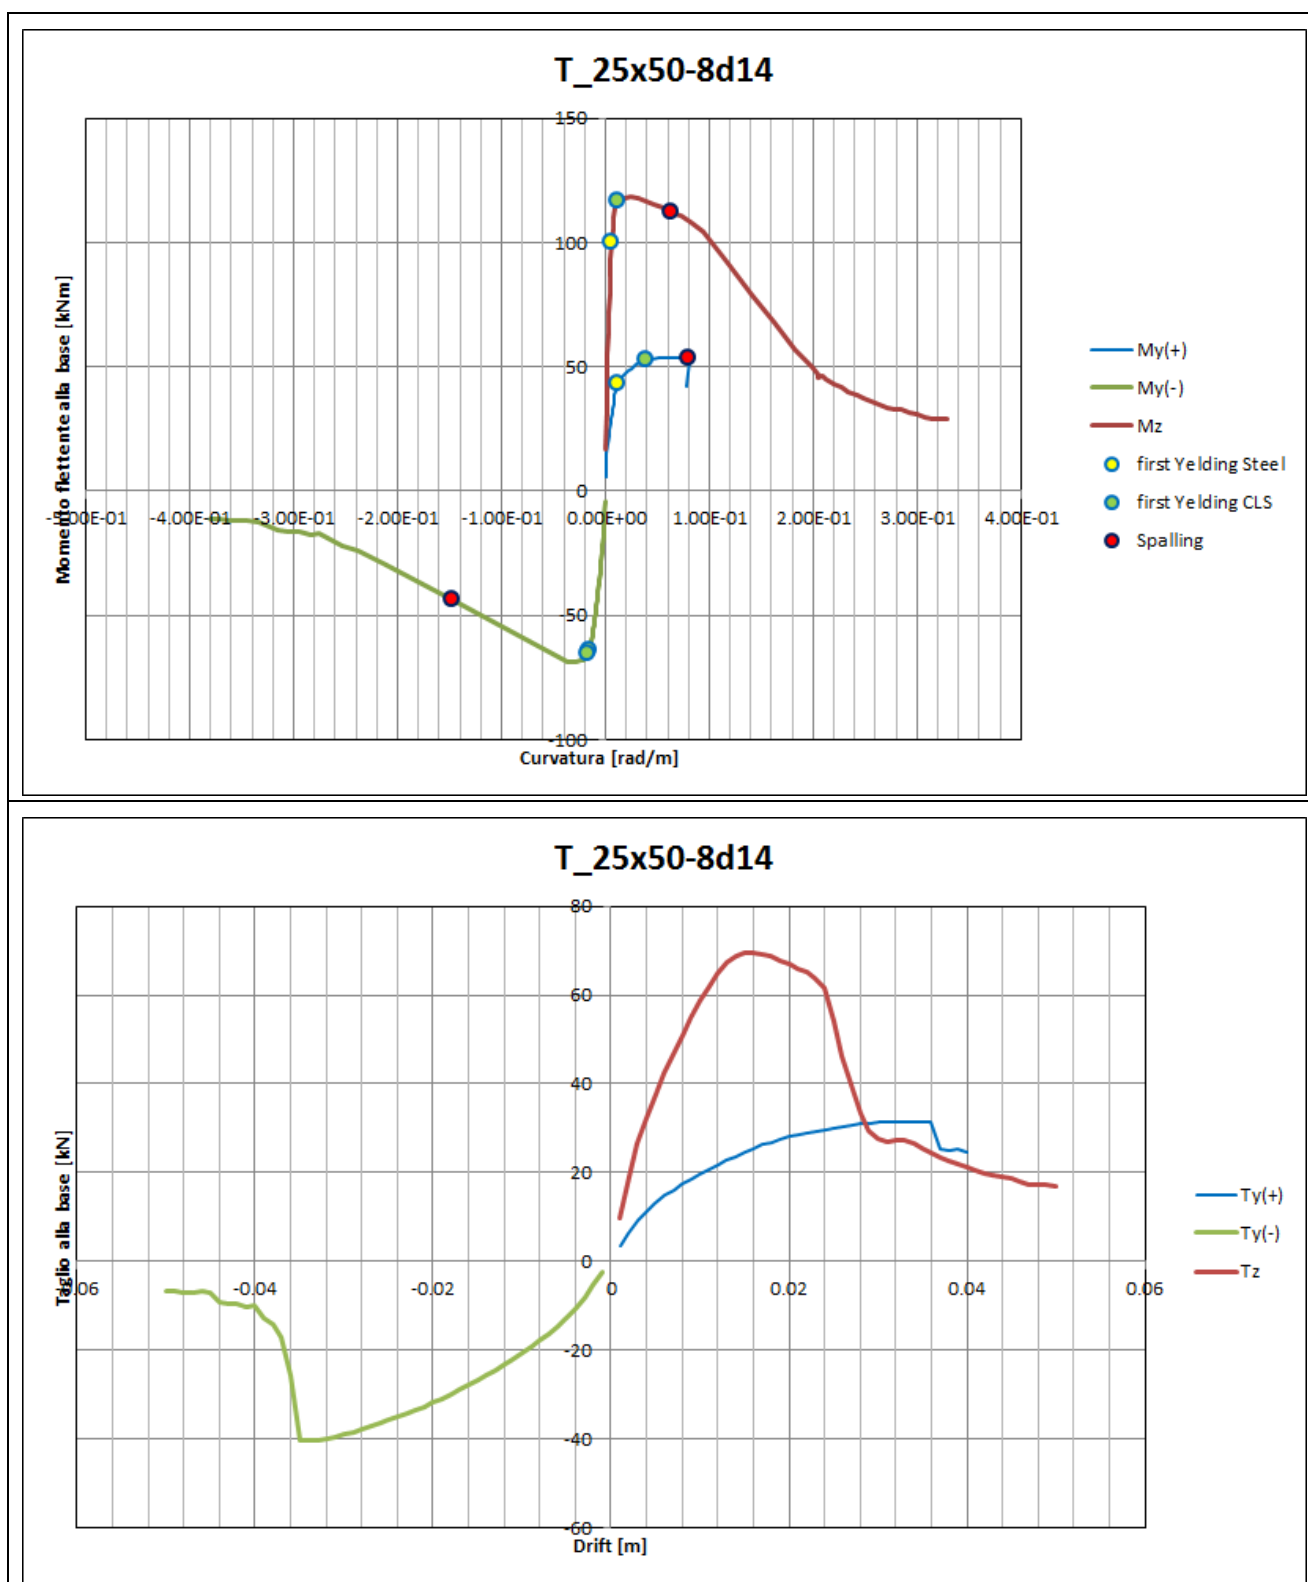 T_25x50-8d14
150
100
50
0
-50
-100
-5.00E-01 -4.00E-01 -3.00E-01 -2.00E-01 -1.00E-01 0.00E+00 1.00E-01 2.00E-01 3.00E-01 4.00E-01
Momento flettente alla base [kNm]
Curvatura [rad/m]
My(+)
My(-)
Mz
first Yelding Steel
first Yelding CLS
Spalling
T_25x50-8d14
80
60
40
20
0
-20
-40
-60
-0.06 -0.04 -0.02 0 0.02 0.04 0.06
Taglio alla base [kN]
Drift [m]
Ty(+)
Ty(-)
Tz